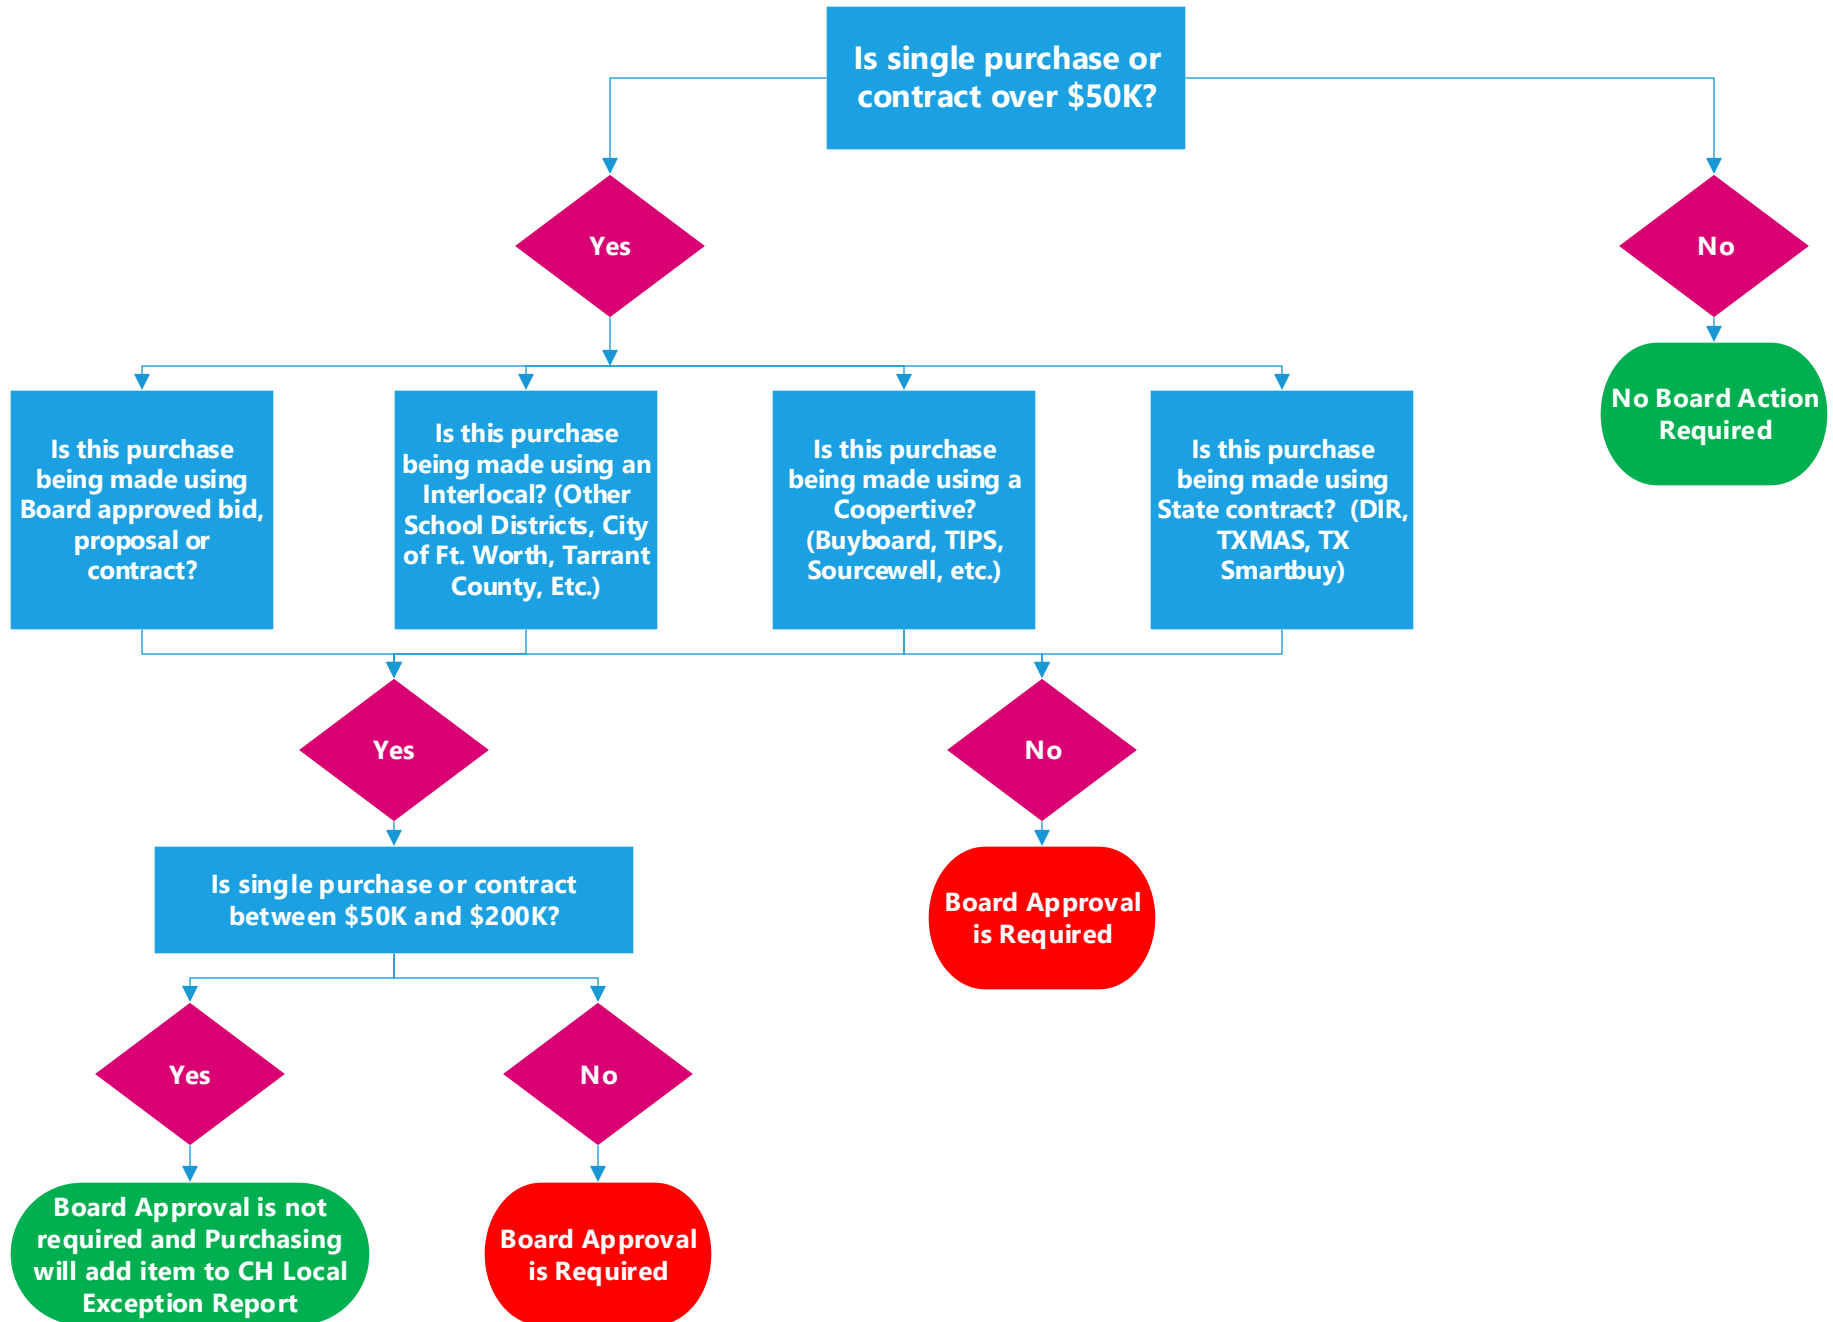 Is single purchase or
contract over $50K?
Yes
No
No Board Action
Required
Is this purchase
being made using
Board approved bid,
proposal or
contract?
Is this purchase
being made using an
Interlocal? (Other
School Districts, City
of Ft. Worth, Tarrant
County, Etc.)
Is this purchase
being made using a
Coopertive?
(Buyboard, TIPS,
Sourcewell, etc.)
Is this purchase
being made using
State contract?  (DIR,
TXMAS, TX
Smartbuy)
Yes
No
Is single purchase or contract
between $50K and $200K?
Board Approval
is Required
Yes
No
Board Approval is not
required and Purchasing
will add item to CH Local
Exception Report
Board Approval
is Required